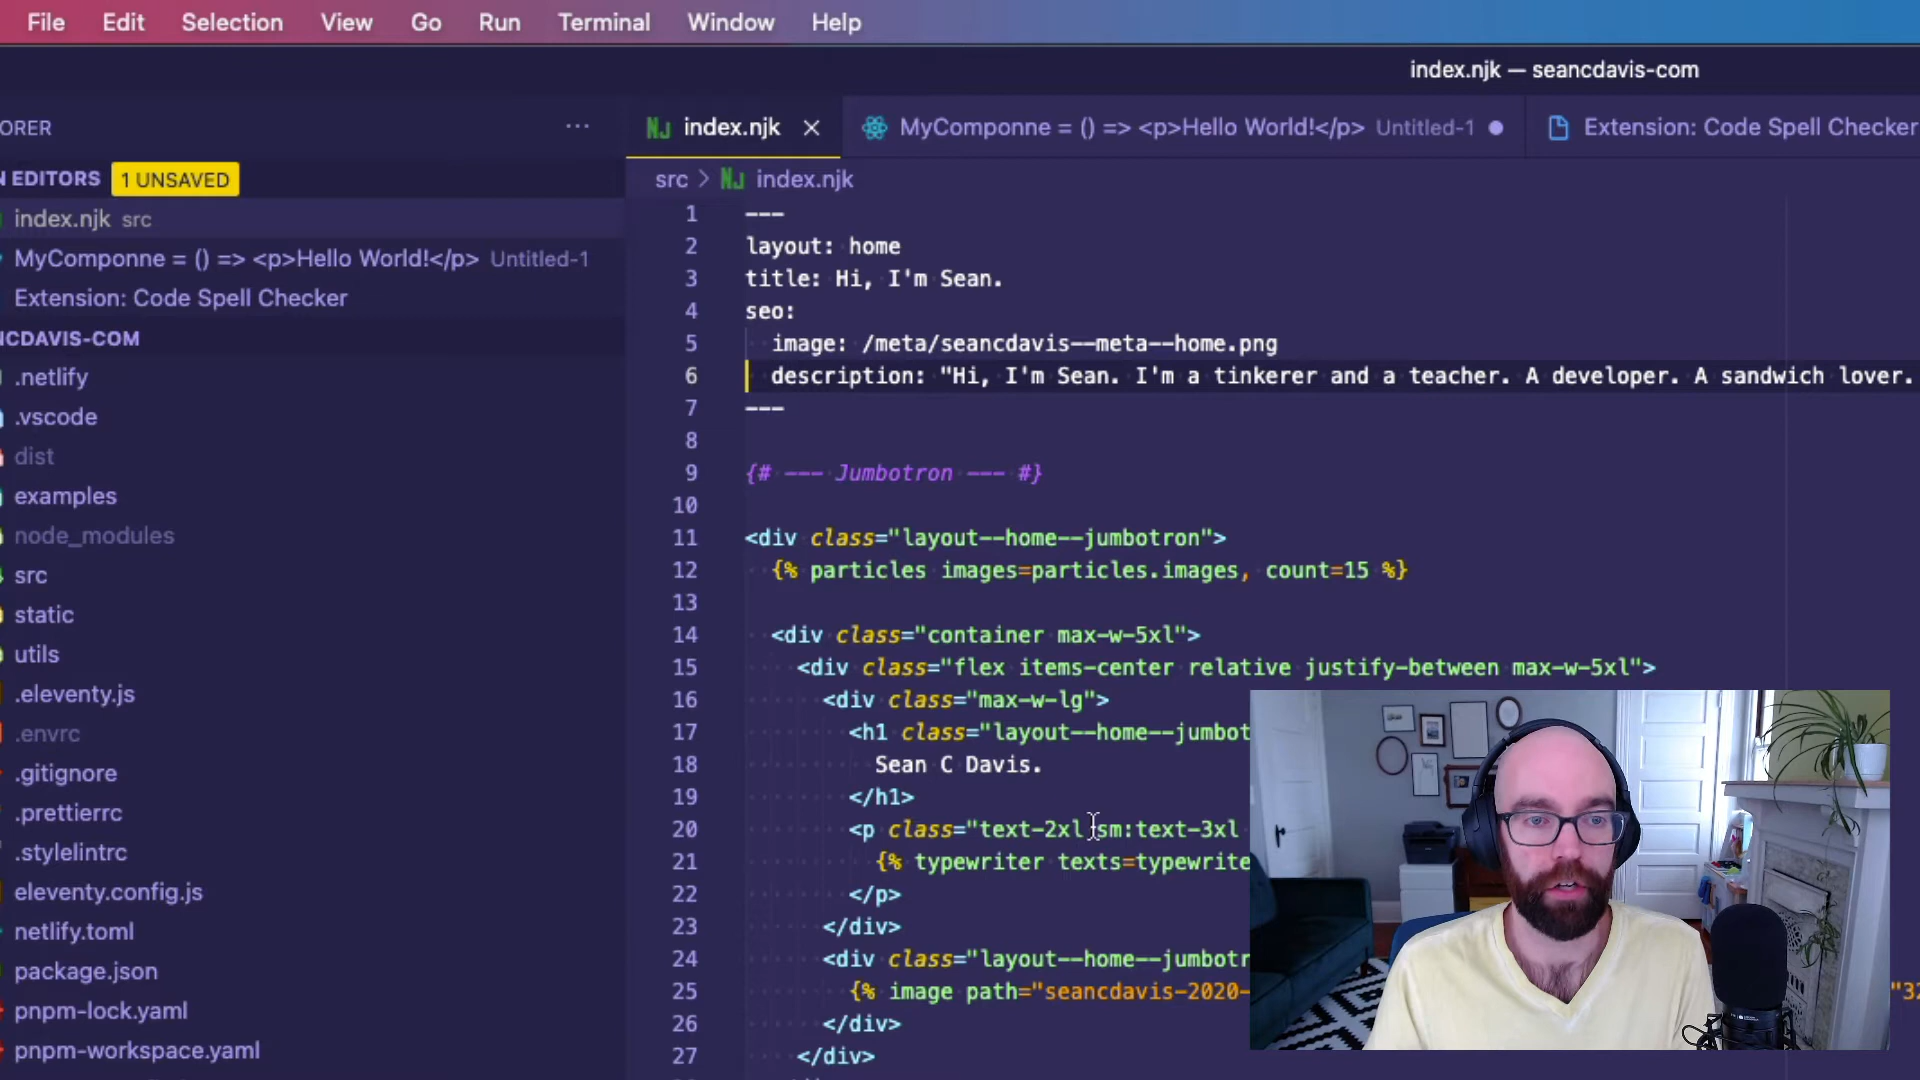 File Edit Selection View Go Run Terminal Window Help
index.njk — seancdavis-com
ORER ...
index.njk MyComponne = () => <p>Hello World!</p> Untitled-1 Extension: Code Spell Checker
N EDITORS 1 UNSAVED
index.njk src
MyComponne = () => <p>Hello World!</p> Untitled-1
Extension: Code Spell Checker
NCDAVIS-COM
.netlify
.vscode
dist
examples
node_modules
src
static
utils
.eleventy.js
.envrc
.gitignore
.prettierrc
.stylelintrc
eleventy.config.js
netlify.toml
package.json
pnpm-lock.yaml
pnpm-workspace.yaml
src > index.njk
1 ---
2 layout: home
3 title: Hi, I'm Sean.
4 seo:
5 image: /meta/seancdavis--meta--home.png
6 description: "Hi, I'm Sean. I'm a tinkerer and a teacher. A developer. A sandwich lover.
7 ---
8
9 {# --- Jumbotron --- #}
10
11 <div class="layout--home--jumbotron">
12 {% particles images=particles.images, count=15 %}
13
14 <div class="container max-w-5xl">
15 <div class="flex items-center relative justify-between max-w-5xl">
16 <div class="max-w-lg">
17 <h1 class="layout--home--jumbot
18 Sean C Davis.
19 </h1>
20 <p class="text-2xl sm:text-3xl
21 {% typewriter texts=typewrite
22 </p>
23 </div>
24 <div class="layout--home--jumbotr
25 {% image path="seancdavis-2020- "32
26 </div>
27 </div>